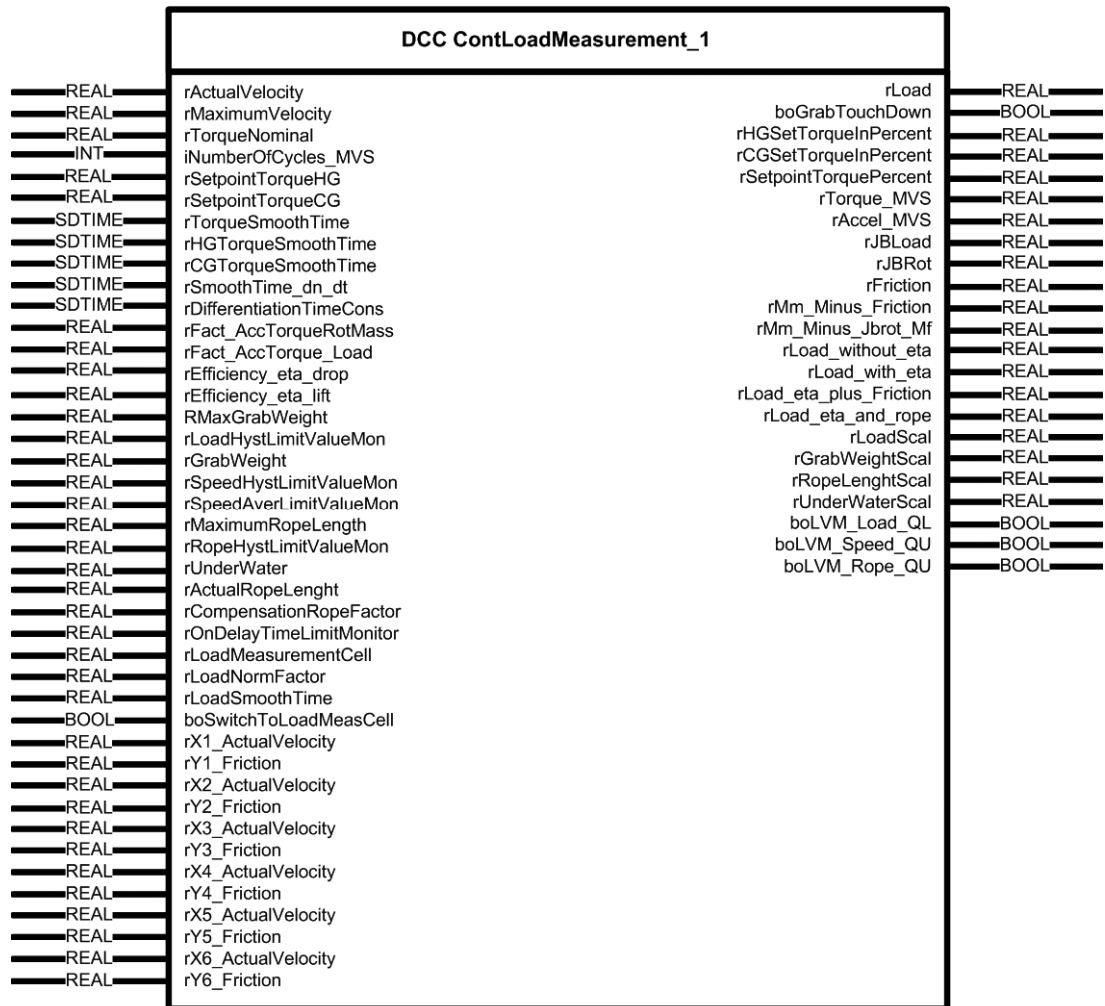 DCC ContLoadMeasurement_1
REAL rActualVelocity rLoad REAL
REAL rMaximumVelocity boGrabTouchDown BOOL
REAL rTorqueNominal rHGSetTorqueInPercent REAL
INT iNumberOfCycles_MVS rCGSetTorqueInPercent REAL
REAL rSetpointTorqueHG rSetpointTorquePercent REAL
REAL rSetpointTorqueCG rTorque_MVS REAL
SDTIME rTorqueSmoothTime rAccel_MVS REAL
SDTIME rHGTorqueSmoothTime rJBLoad REAL
SDTIME rCGTorqueSmoothTime rJBRot REAL
SDTIME rSmoothTime_dn_dt rFriction REAL
SDTIME rDifferentiationTimeCons rMm_Minus_Friction REAL
REAL rFact_AccTorqueRotMass rMm_Minus_Jbrot_Mf REAL
REAL rFact_AccTorque_Load rLoad_without_eta REAL
REAL rEfficiency_eta_drop rLoad_with_eta REAL
REAL rEfficiency_eta_lift rLoad_eta_plus_Friction REAL
REAL RMaxGrabWeight rLoad_eta_and_rope REAL
REAL rLoadHystLimitValueMon rLoadScal REAL
REAL rGrabWeight rGrabWeightScal REAL
REAL rSpeedHystLimitValueMon rRopeLenghtScal REAL
REAL rSpeedAverLimitValueMon rUnderWaterScal REAL
REAL rMaximumRopeLength boLVM_Load_QL BOOL
REAL rRopeHystLimitValueMon boLVM_Speed_QU BOOL
REAL rUnderWater boLVM_Rope_QU BOOL
REAL rActualRopeLenght
REAL rCompensationRopeFactor
REAL rOnDelayTimeLimitMonitor
REAL rLoadMeasurementCell
REAL rLoadNormFactor
REAL rLoadSmoothTime
BOOL boSwitchToLoadMeasCell
REAL rX1_ActualVelocity
REAL rY1_Friction
REAL rX2_ActualVelocity
REAL rY2_Friction
REAL rX3_ActualVelocity
REAL rY3_Friction
REAL rX4_ActualVelocity
REAL rY4_Friction
REAL rX5_ActualVelocity
REAL rY5_Friction
REAL rX6_ActualVelocity
REAL rY6_Friction